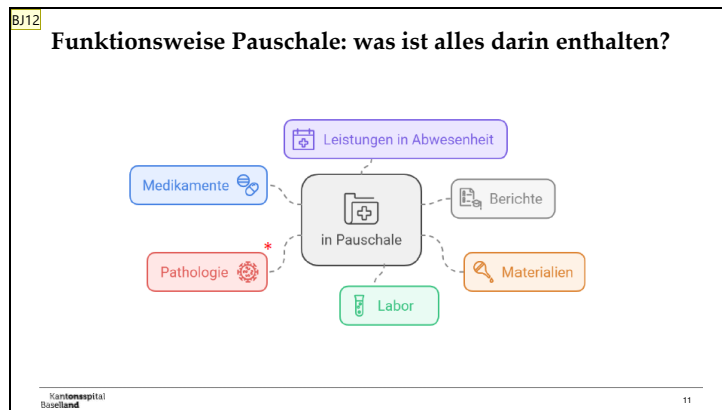 BJ12
Funktionsweise Pauschale: was ist alles darin enthalten?
Leistungen in Abwesenheit
Medikamente
Berichte
in Pauschale
*
Pathologie
Materialien
Labor
Kantonsspital
Baselland
11